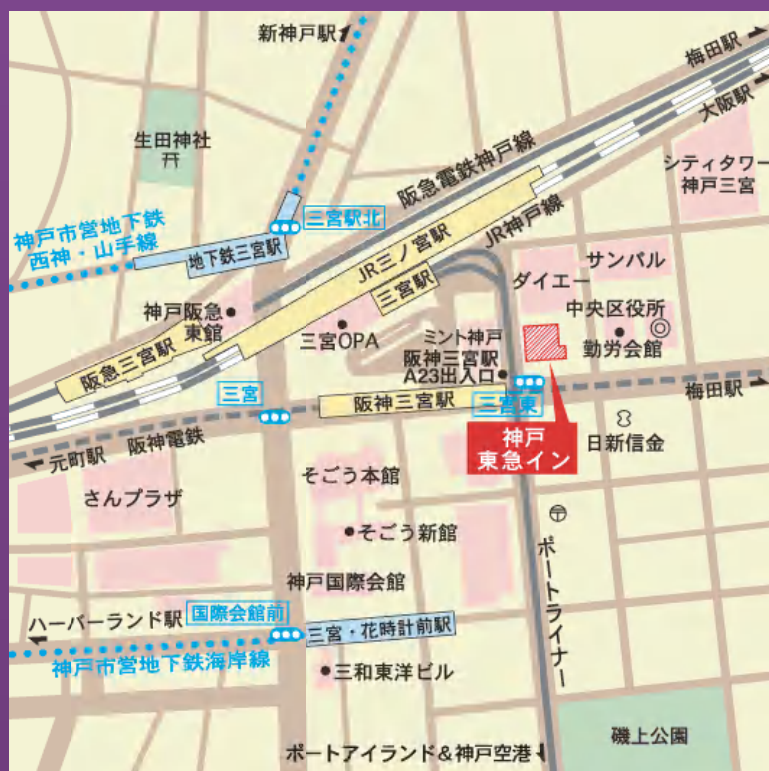 新神戸駅
梅田駅
大阪駅
生田神社
阪急電鉄神戸線
シティタワー
神戸三宮
三宮駅北
神戸市営地下鉄
西神・山手線
地下鉄三宮駅
JR三ノ宮駅
JR神戸線
三宮駅
サンパル
ダイエー
神戸阪急
東館
中央区役所
三宮OPA
ミント神戸
勤労会館
阪急三宮駅
阪神三宮駅
A23出入口
三宮
阪神三宮駅
三宮東
梅田駅
阪神電鉄
元町駅
神戸
東急イン
日新信金
さんプラザ
そごう本館
そごう新館
ポートライナー
神戸国際会館
ハーバーランド駅
国際会館前
三宮・花時計前駅
神戸市営地下鉄海岸線
三和東洋ビル
磯上公園
ポートアイランド&神戸空港